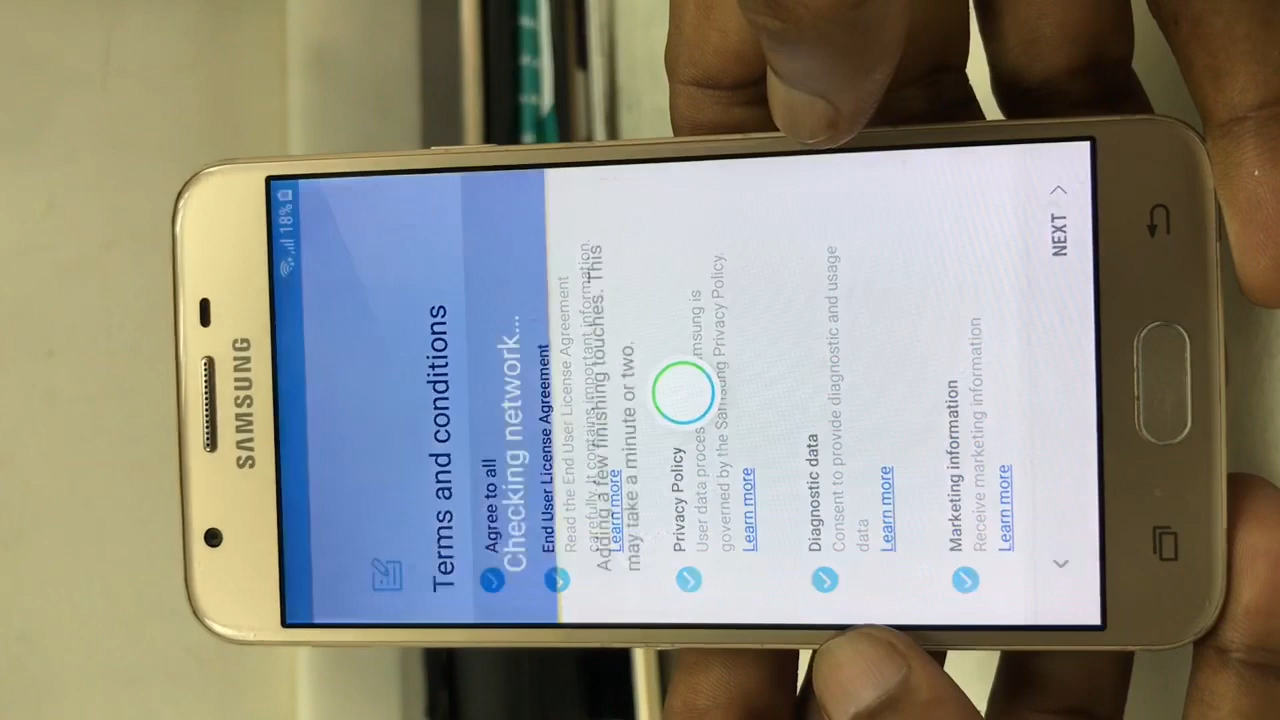 SAMSUNG
18%
Terms and conditions
Agree to all
Checking network...
End User License Agreement
Read the End User License Agreement
carefully. It contains important information.
Adding a few finishing touches. This
Learn more
may take a minute or two.
Privacy Policy
User data proces msung is
governed by the Samsung Privacy Policy.
Learn more
Diagnostic data
Consent to provide diagnostic and usage
data
Learn more
Marketing information
Receive marketing information
Learn more
NEXT